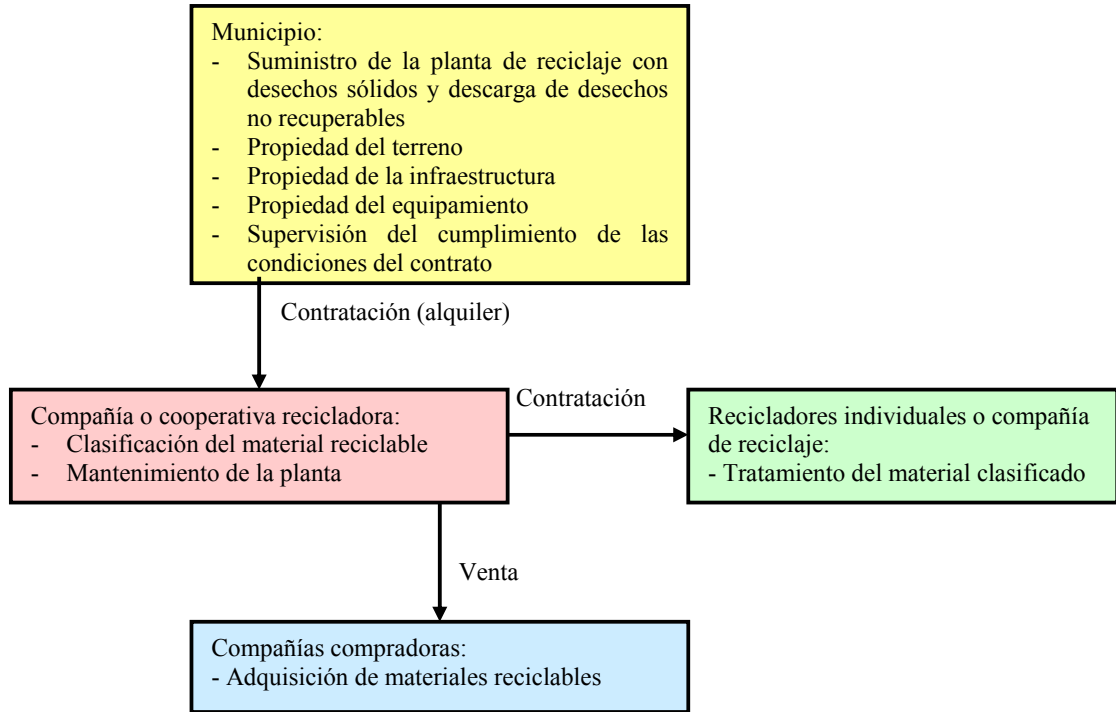 Municipio:
- Suministro de la planta de reciclaje con
desechos sólidos y descarga de desechos
no recuperables
- Propiedad del terreno
- Propiedad de la infraestructura
- Propiedad del equipamiento
- Supervisión del cumplimiento de las
condiciones del contrato
Contratación (alquiler)
Compañía o cooperativa recicladora:
- Clasificación del material reciclable
- Mantenimiento de la planta
Contratación
Recicladores individuales o compañía
de reciclaje:
- Tratamiento del material clasificado
Venta
Compañías compradoras:
- Adquisición de materiales reciclables